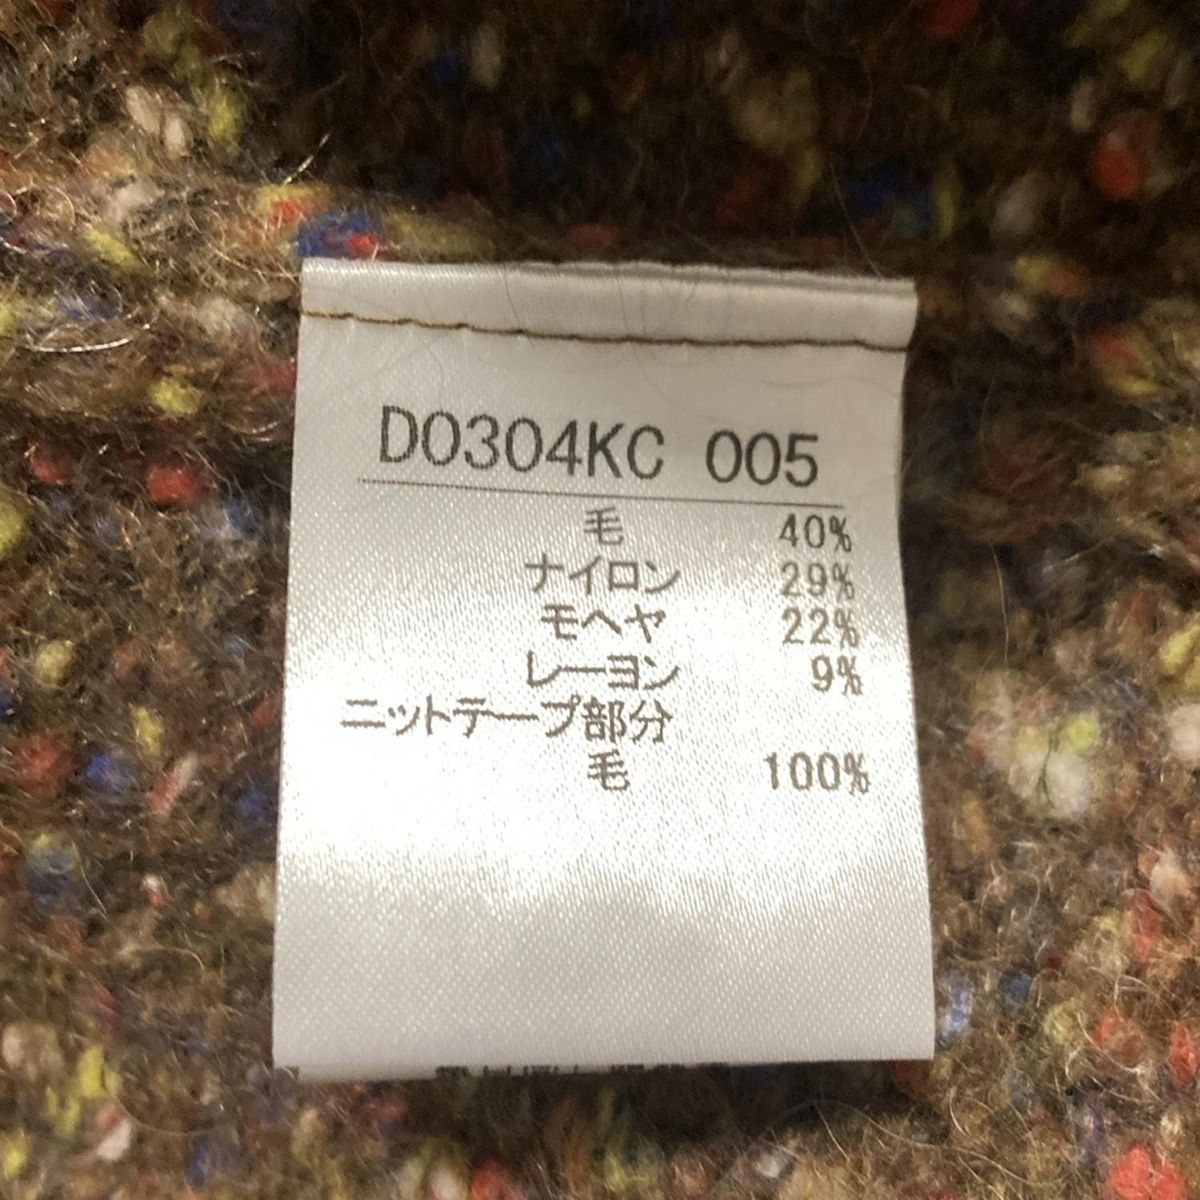 D0304KC 005
毛 40%
ナイロン 29%
モヘヤ 22%
レーヨン 9%
ニットテープ部分
毛 100%